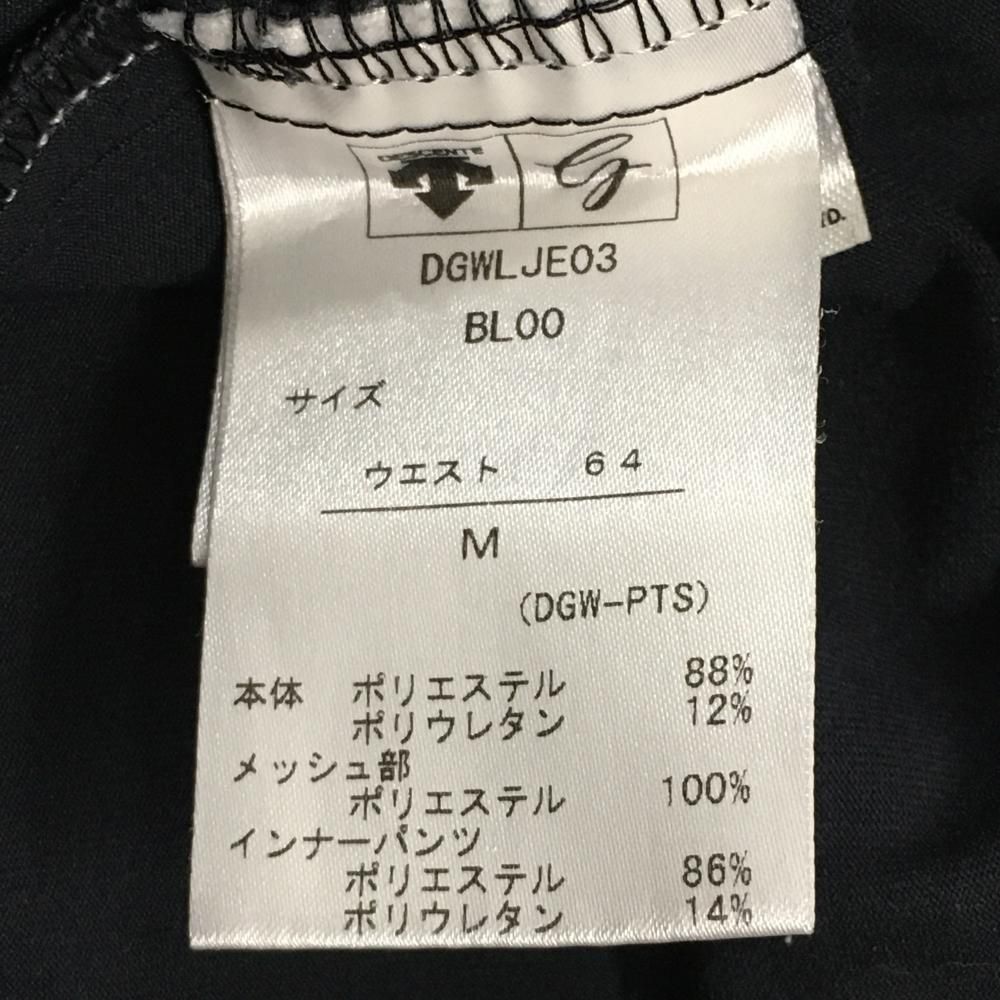 DESCENTE G
DGWLJE03
BL00
サイズ
ウエスト 64
M
(DGW-PTS)
本体 ポリエステル 88%
ポリウレタン 12%
メッシュ部
ポリエステル 100%
インナーパンツ
ポリエステル 86%
ポリウレタン 14%
TD.